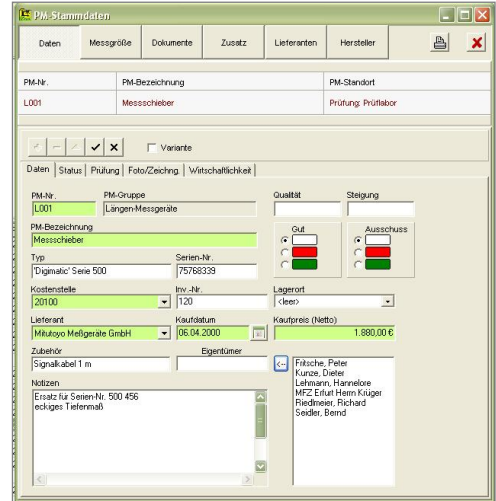 PM-Stammdaten
Daten Messgröße Dokumente Zusatz Lieferanten Hersteller
PM-Nr. PM-Bezeichnung PM-Standort
L001 Messsschieber Prüfung: Prüflabor
Variante
Daten Status Prüfung Foto/Zeichng. Wirtschaftlichkeit
PM-Nr. PM-Gruppe Qualität Steigung
L001 Längen-Messgeräte
PM-Bezeichnung Gut Ausschuss
Messschieber
Typ Serien-Nr.
'Digimatic' Serie 500 75768339
Kostenstelle Inv.-Nr. Lagerort
20100 120 <leer>
Lieferant Kaufdatum Kaufpreis (Netto)
Mitutoyo Meßgeräte GmbH 06.04.2000 1.880,00 €
Zubehör Eigentümer
Signalkabel 1 m <-- Fritsche, Peter
Kunze, Dieter
Lehmann, Hannelore
MFZ Erfurt Herrn Krüger
Riedlmeier, Richard
Seidler, Bernd
Notizen
Ersatz für Serien-Nr. 500 456
eckiges Tiefenmaß